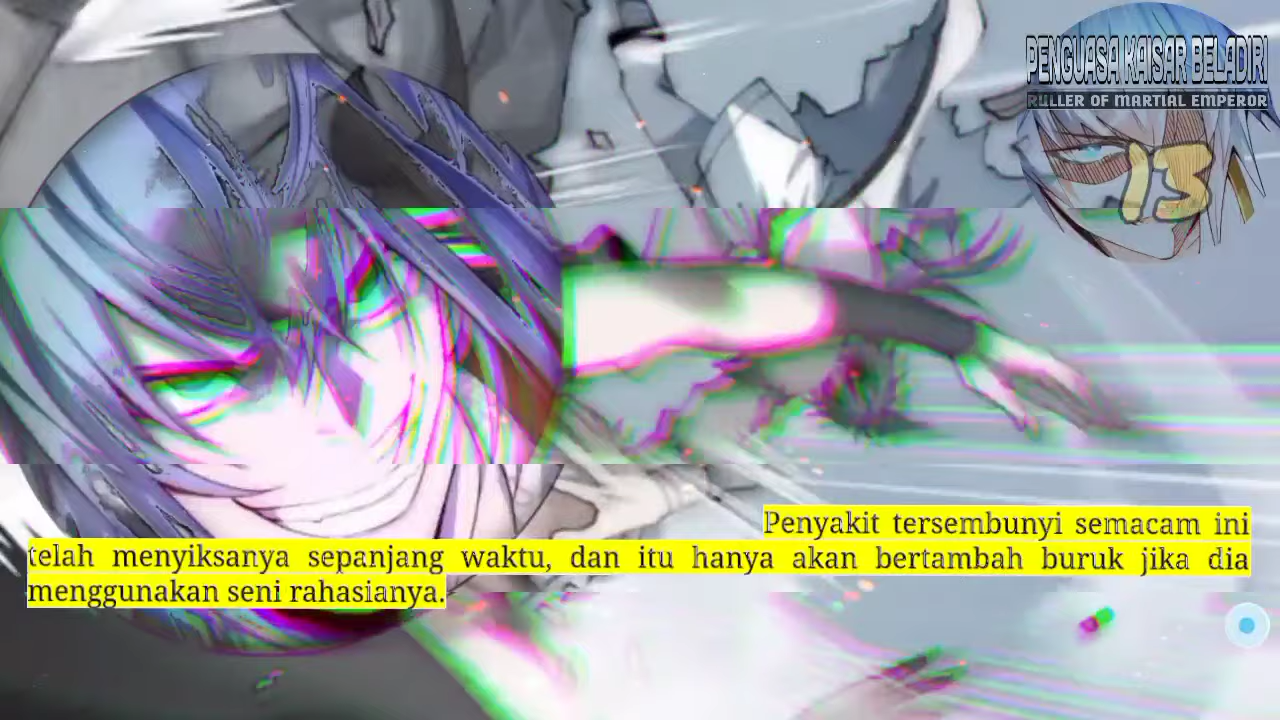 PENGUASA KAISAR BELADIRI
RULLER OF MARTIAL EMPEROR
13
Penyakit tersembunyi semacam ini
telah menyiksanya sepanjang waktu, dan itu hanya akan bertambah buruk jika dia
menggunakan seni rahasianya.